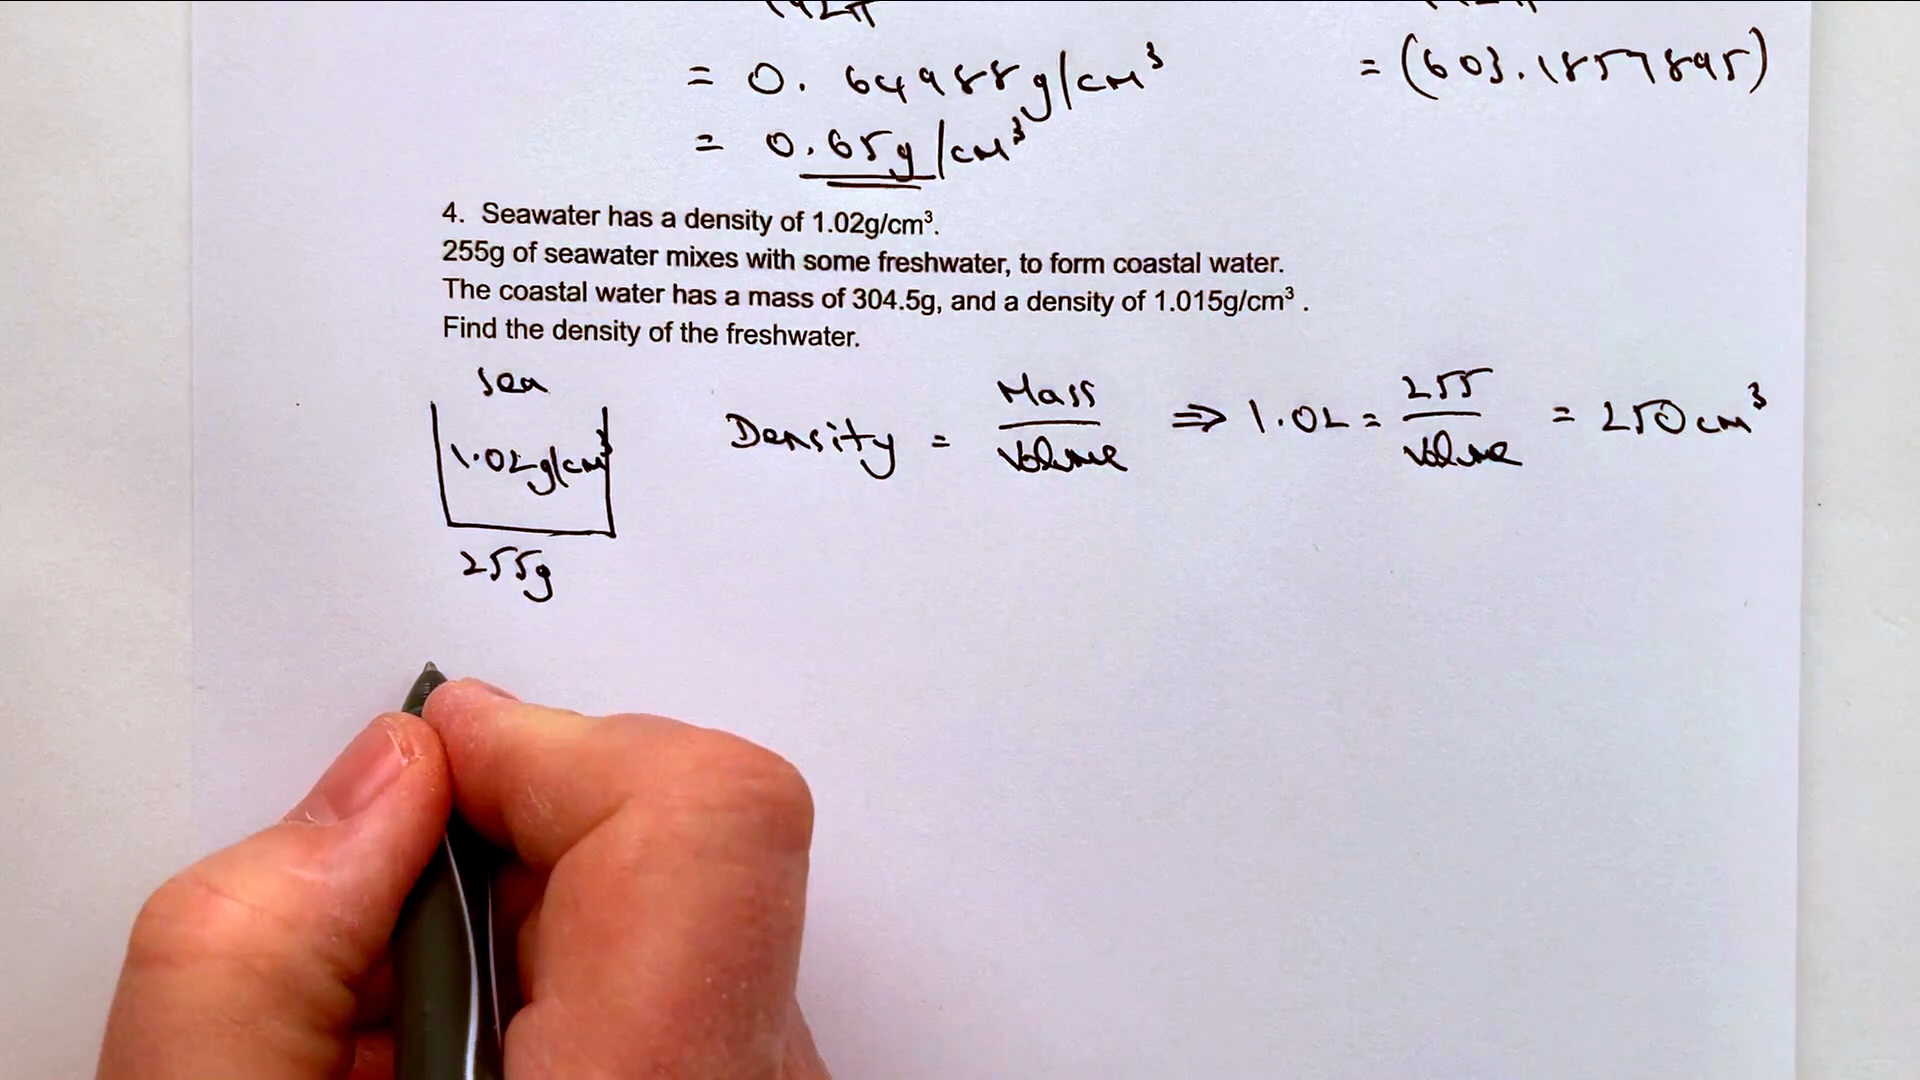 = 0.64988g/cm³ = (603.1857895)
= 0.65g/cm³
4. Seawater has a density of 1.02g/cm³.
255g of seawater mixes with some freshwater, to form coastal water.
The coastal water has a mass of 304.5g, and a density of 1.015g/cm³ .
Find the density of the freshwater.
Sea
1.02g/cm³
255g
Density = Mass/Volume ⇒ 1.02 = 255/Volume = 250cm³